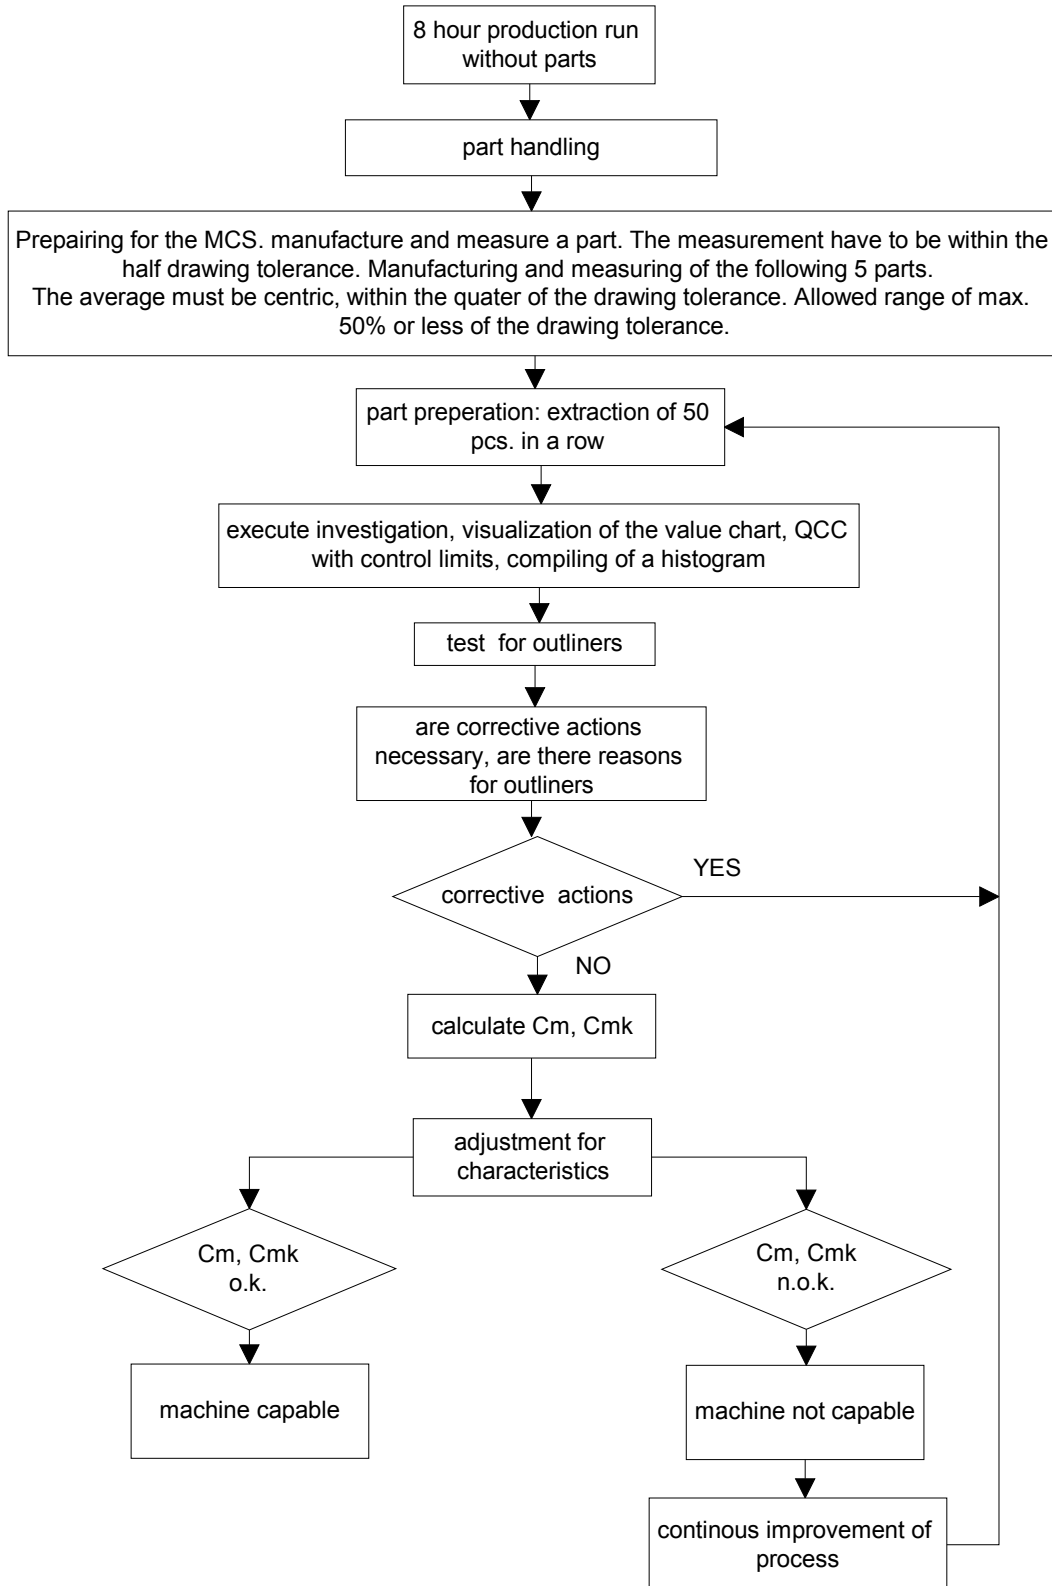 8 hour production run
without parts
part handling
Prepairing for the MCS. manufacture and measure a part. The measurement have to be within the
half drawing tolerance. Manufacturing and measuring of the following 5 parts.
The average must be centric, within the quater of the drawing tolerance. Allowed range of max.
50% or less of the drawing tolerance.
part preperation: extraction of 50
pcs. in a row
execute investigation, visualization of the value chart, QCC
with control limits, compiling of a histogram
test for outliners
are corrective actions
necessary, are there reasons
for outliners
corrective actions
YES
NO
calculate Cm, Cmk
adjustment for
characteristics
Cm, Cmk
o.k.
Cm, Cmk
n.o.k.
machine capable
machine not capable
continous improvement of
process